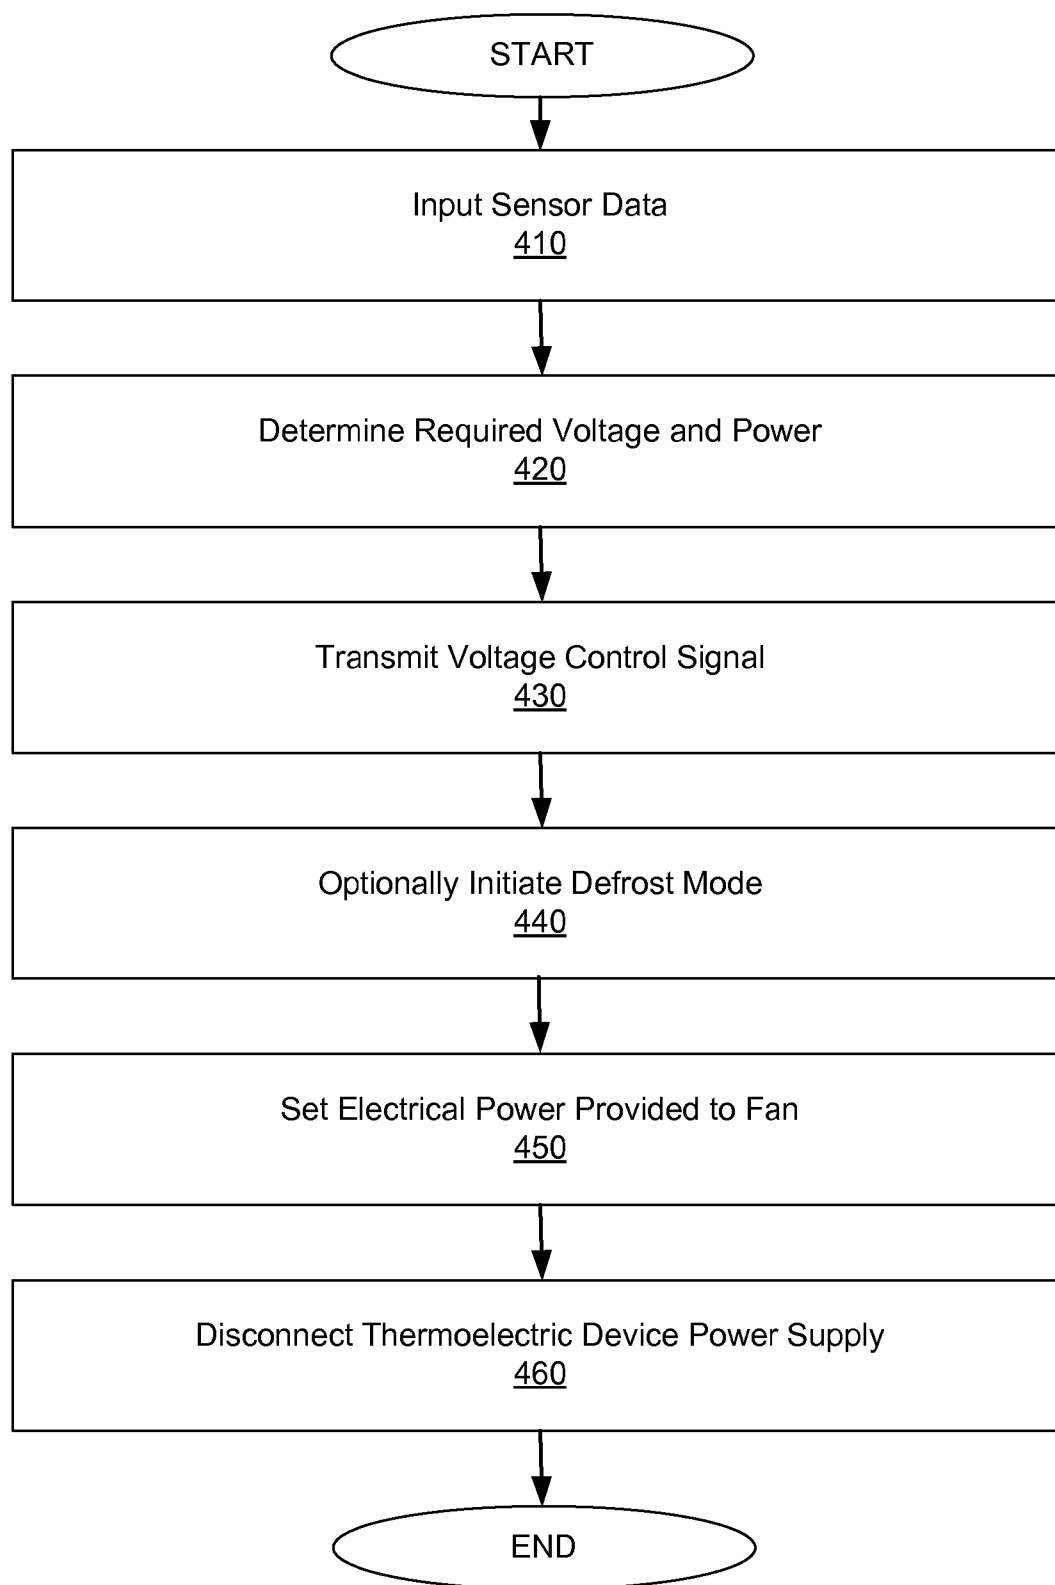 START
Input Sensor Data
410
Determine Required Voltage and Power
420
Transmit Voltage Control Signal
430
Optionally Initiate Defrost Mode
440
Set Electrical Power Provided to Fan
450
Disconnect Thermoelectric Device Power Supply
460
END